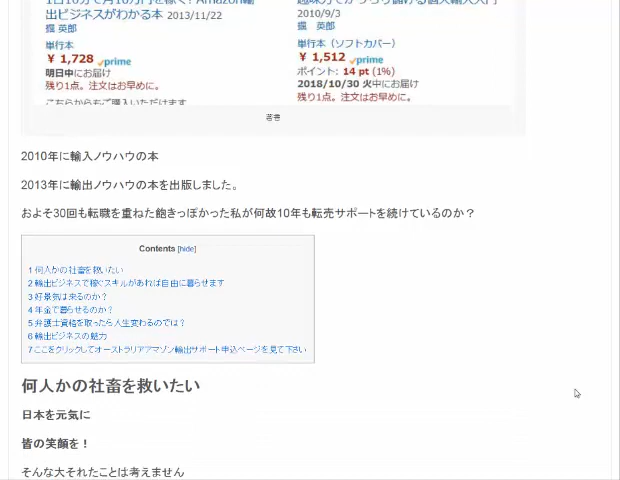 1日10分で月10万円を稼ぐ! Amazon輸
出ビジネスがわかる本 2013/11/22
堀 英郎
単行本
¥ 1,728 prime
明日中にお届け
残り1点。注文はお早めに。
こちらからもご購入いただけます
2010/9/3
堀 英郎
単行本（ソフトカバー）
¥ 1,512 prime
ポイント: 14 pt (1%)
2018/10/30 火中にお届け
残り1点。注文はお早めに。
著書
2010年に輸入ノウハウの本
2013年に輸出ノウハウの本を出版しました。
およそ30回も転職を重ねた飽きっぽかった私が何故10年も転売サポートを続けているのか？
Contents [hide]
1 何人かの社畜を救いたい
2 輸出ビジネスで稼ぐスキルがあれば自由に暮らせます
3 好景気は来るのか？
4 年金で暮らせるのか？
5 弁護士資格を取ったら人生変わるのでは？
6 輸出ビジネスの魅力
7 ここをクリックしてオーストラリアアマゾン輸出サポート申込ページを見て下さい
何人かの社畜を救いたい
日本を元気に
皆の笑顔を！
そんな大それたことは考えません